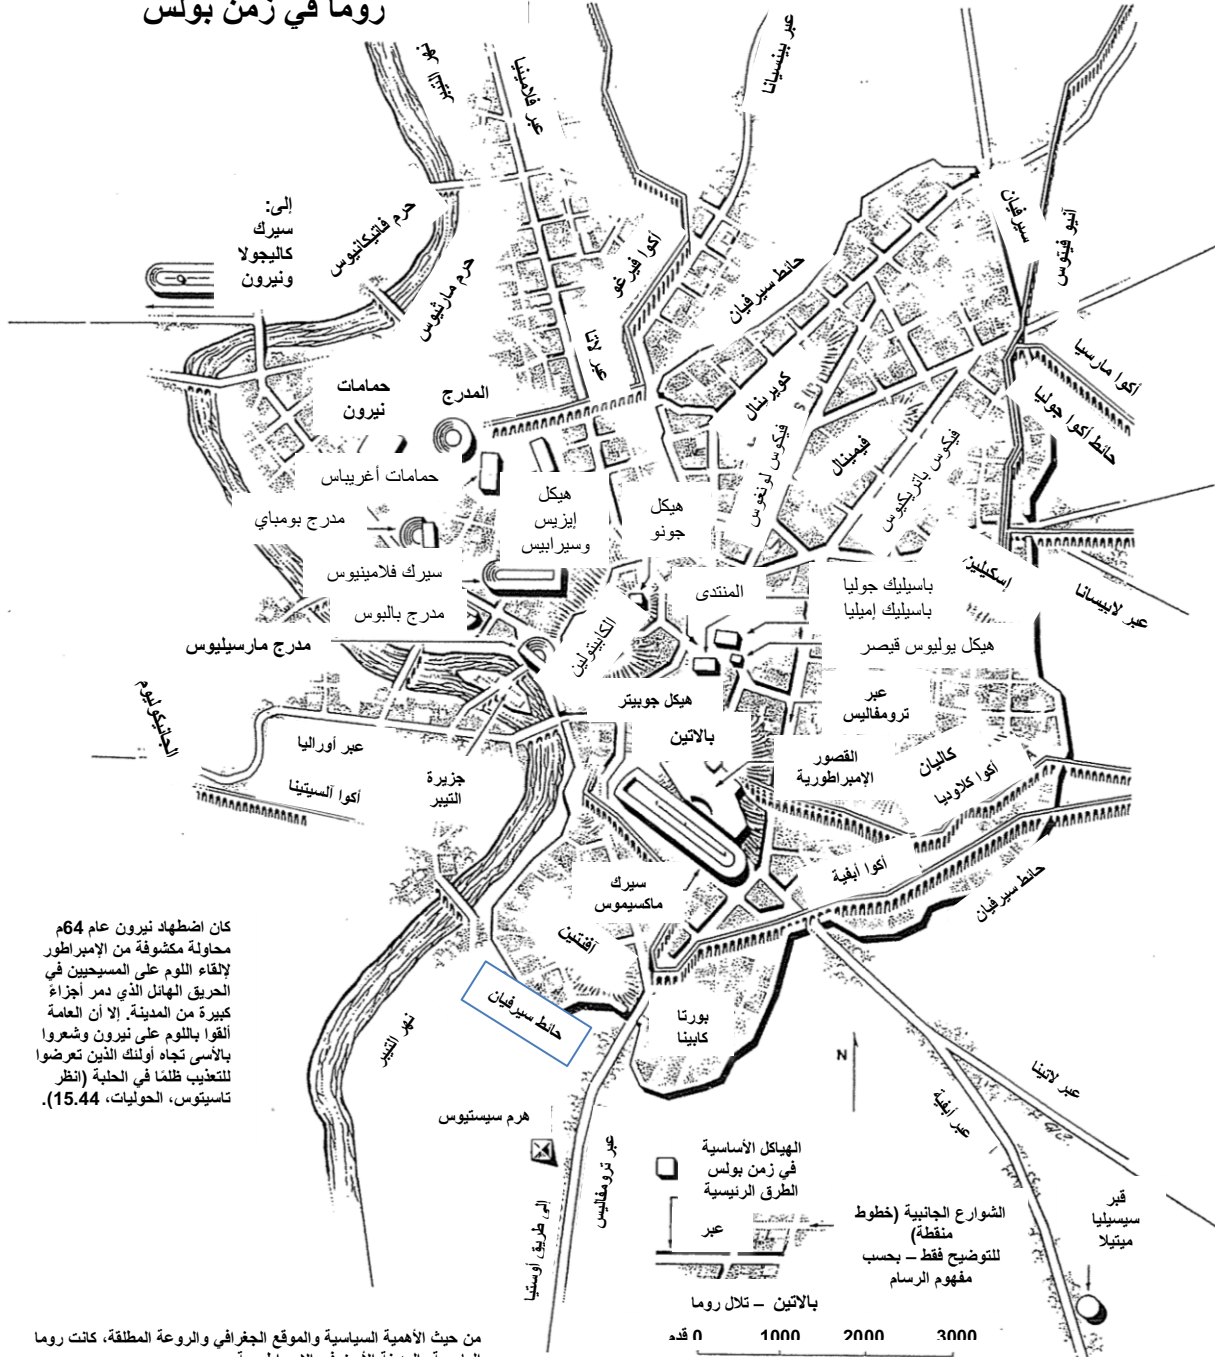 روما في زمن بولس
نهر التيبر
عبر فلامينيا
عبر بينسيانا
إلى:
سيرك
كاليجولا
ونيرون
حرم فاتيكانيوس
حرم مارتيوس
أكوا فيرغو
حائط سيرفيان
سيرفيان
آنيو فيتوس
عبر لاتا
حمامات
نيرون
المدرج
كويرينال
فيكوس لونغوس
فيمينال
فيكوس باتريكيوس
أكوا مارسيا
حائط أكوا جوليا
حمامات أغريباس
مدرج بومباي
هيكل
إيزيس
وسيرابيس
هيكل
جونو
سيرك فلامينيوس
مدرج بالبوس
مدرج مارسيليوس
الكابيتولين
المنتدى
باسيليك جوليا
باسيليك إميليا
هيكل يوليوس قيصر
إسكيلين
عبر لابيسانا
الجانيكوليوم
هيكل جوبيتر
بالاتين
عبر
ترومفاليس
القصور
الإمبراطورية
كاليان
أكوا كلاوديا
عبر أوراليا
أكوا آلسيتينا
جزيرة
التيبر
سيرك
ماكسيموس
أكوا أبفية
حائط سيرفيان
آفنتين
حائط سيرفيان
بورتا
كابينا
كان اضطهاد نيرون عام 64م
محاولة مكشوفة من الإمبراطور
لإلقاء اللوم على المسيحيين في
الحريق الهائل الذي دمر أجزاءً
كبيرة من المدينة. إلا أن العامة
ألقوا باللوم على نيرون وشعروا
بالأسى تجاه أولئك الذين تعرضوا
للتعذيب ظلمًا في الحلبة (انظر
تاسيتوس، الحوليات، 15.44).
نهر التيبر
N
عبر لاتينا
عبر أبفية
هرم سيستيوس
عبر ترومفاليس
إلى طريق أوستيا
الهياكل الأساسية
في زمن بولس
الطرق الرئيسية
عبر
الشوارع الجانبية (خطوط
منقطة)
للتوضيح فقط – بحسب
مفهوم الرسام
قبر
سيسيليا
ميتيلا
بالاتين – تلال روما
0 قدم 1000 2000 3000
من حيث الأهمية السياسية والموقع الجغرافي والروعة المطلقة، كانت روما